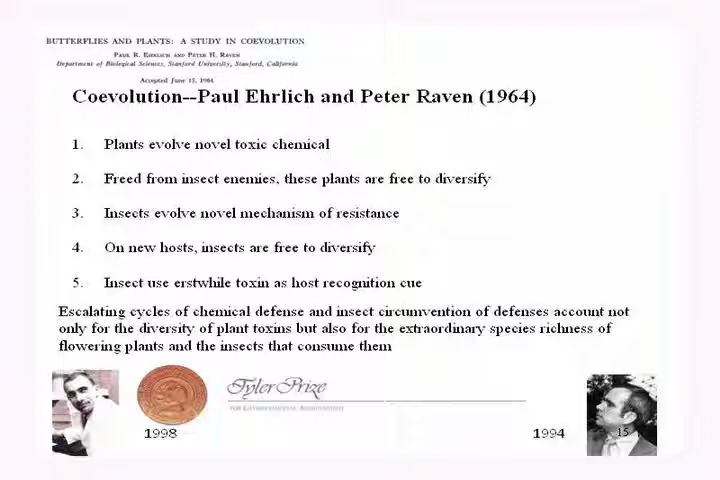 BUTTERFLIES AND PLANTS: A STUDY IN COEVOLUTION
PAUL R. EHRLICH AND PETER H. RAVEN
Department of Biological Sciences, Stanford University, Stanford, California
Accepted June 15, 1964
Coevolution--Paul Ehrlich and Peter Raven (1964)
1. Plants evolve novel toxic chemical
2. Freed from insect enemies, these plants are free to diversify
3. Insects evolve novel mechanism of resistance
4. On new hosts, insects are free to diversify
5. Insect use erstwhile toxin as host recognition cue
Escalating cycles of chemical defense and insect circumvention of defenses account not
only for the diversity of plant toxins but also for the extraordinary species richness of
flowering plants and the insects that consume them
Tyler Prize
FOR ENVIRONMENTAL ACHIEVEMENT
1998
1994
15